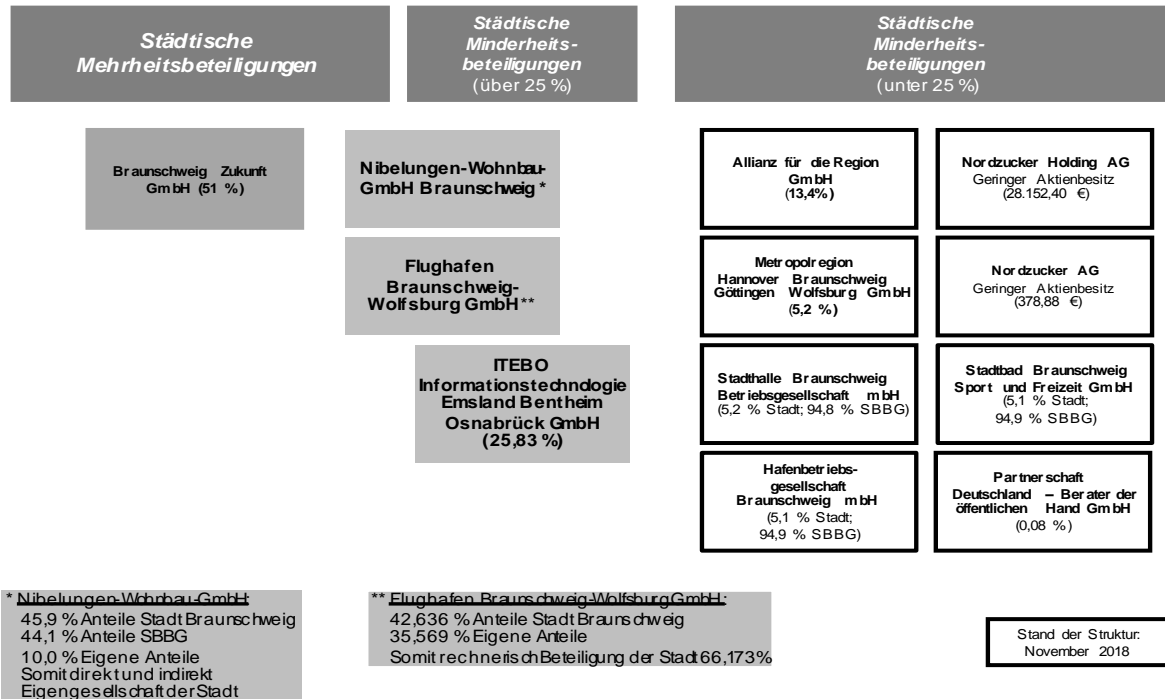 Städtische
Mehrheitsbeteiligungen
Städtische
Minderheits-
beteiligungen
(über 25 %)
Städtische
Minderheits-
beteiligungen
(unter 25 %)
Braunschweig Zukunft
GmbH (51 %)
Nibelungen-Wohnbau-
GmbH Braunschweig *
Flughafen
Braunschweig-
Wolfsburg GmbH**
ITEBO
Informationstechnologie
Emsland Bentheim
Osnabrück GmbH
(25,83 %)
Allianz für die Region
GmbH
(13,4%)
Nordzucker Holding AG
Geringer Aktienbesitz
(28.152,40 €)
Metropolregion
Hannover Braunschweig
Göttingen Wolfsburg GmbH
(5,2 %)
Nordzucker AG
Geringer Aktienbesitz
(378,88 €)
Stadthalle Braunschweig
Betriebsgesellschaft mbH
(5,2 % Stadt; 94,8 % SBBG)
Stadtbad Braunschweig
Sport und Freizeit GmbH
(5,1 % Stadt;
94,9 % SBBG)
Hafenbetriebs-
gesellschaft
Braunschweig mbH
(5,1 % Stadt;
94,9 % SBBG)
Partnerschaft
Deutschland – Berater der
öffentlichen Hand GmbH
(0,08 %)
* Nibelungen-Wohnbau-GmbH:
45,9 % Anteile Stadt Braunschweig
44,1 % Anteile SBBG
10,0 % Eigene Anteile
Somit direkt und indirekt
Eigengesellschaft der Stadt
** Flughafen Braunschweig-Wolfsburg GmbH:
42,636 % Anteile Stadt Braunschweig
35,569 % Eigene Anteile
Somit rechnerisch Beteiligung der Stadt 66,173%
Stand der Struktur:
November 2018